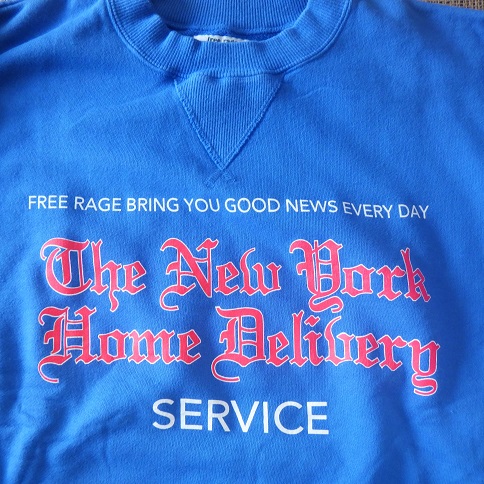 FREE RAGE BRING YOU GOOD NEWS EVERY DAY
The New York
Home Delivery
SERVICE